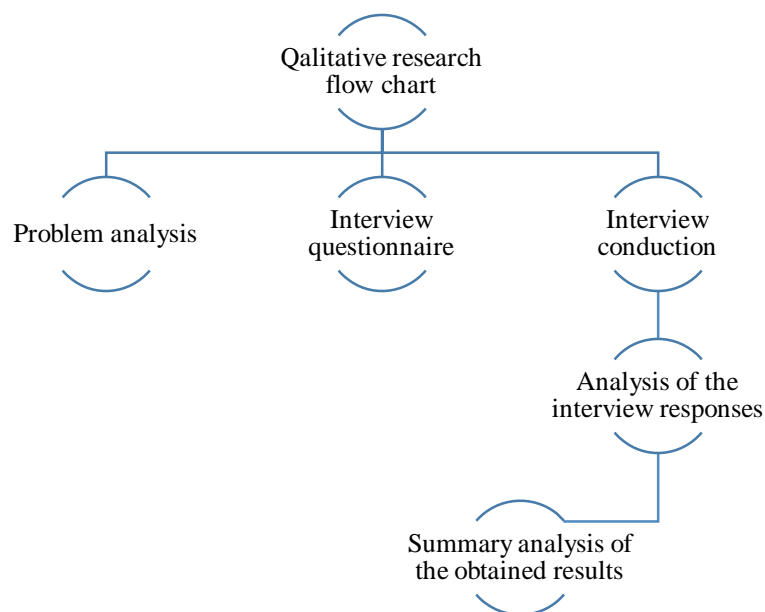 Qalitative research
flow chart
Problem analysis
Interview
questionnaire
Interview
conduction
Analysis of the
interview responses
Summary analysis of
the obtained results